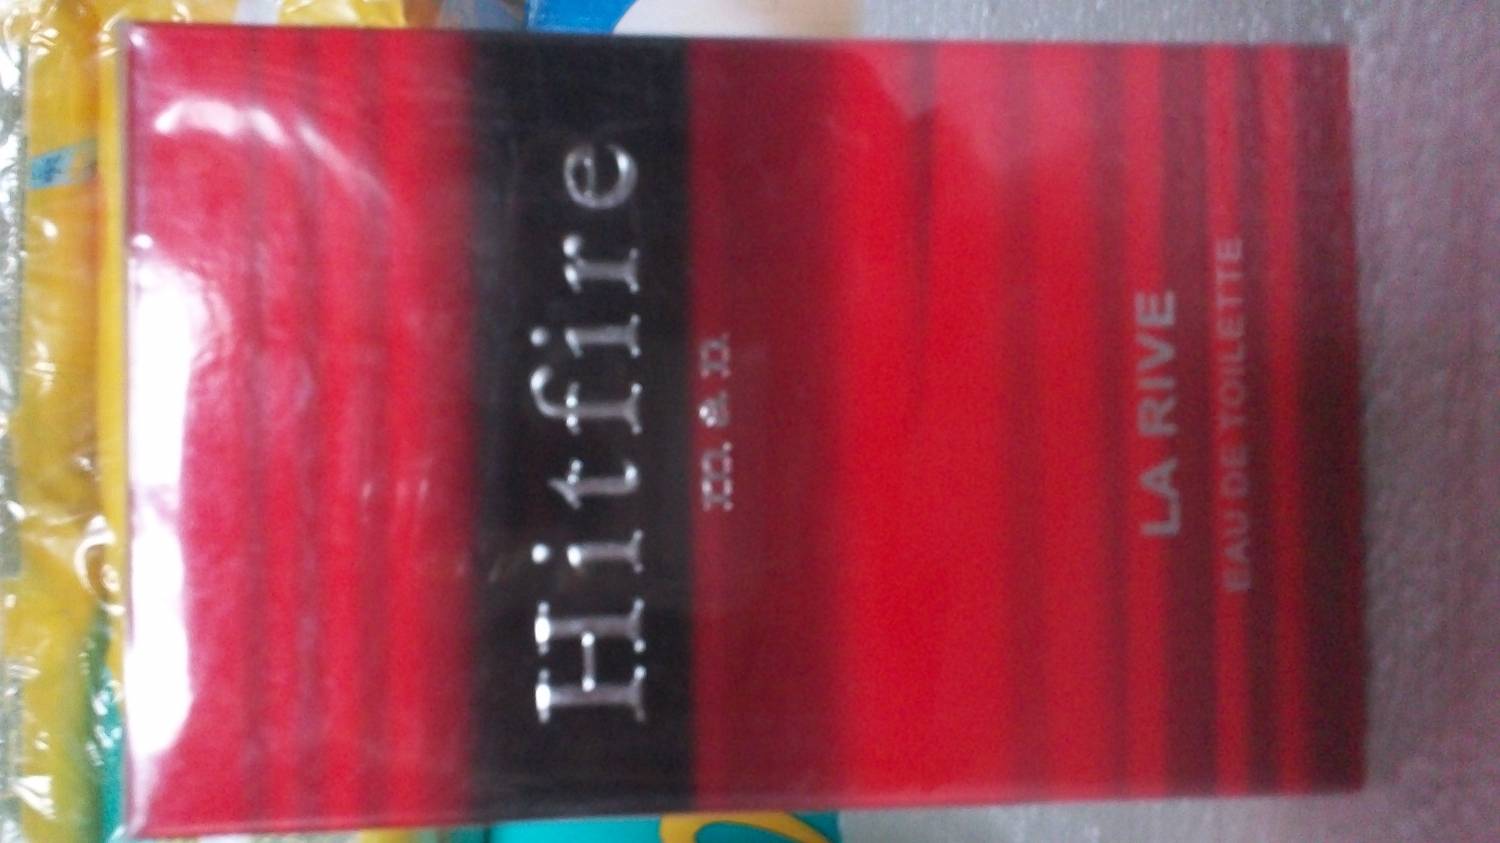 Hitfire
man
LA RIVE
EAU DE TOILETTE